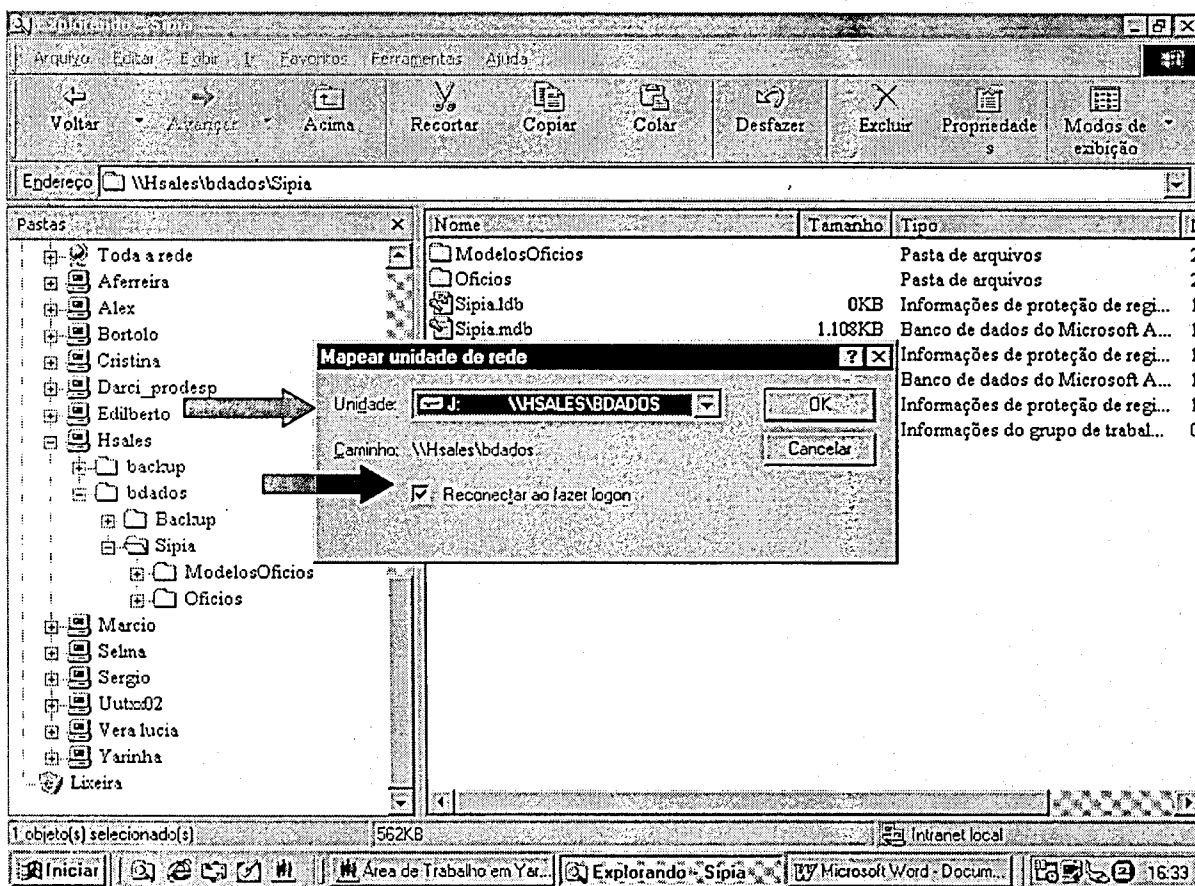 Explorando - Sipia
Arquivo Editar Exibir Ir Favoritos Ferramentas Ajuda
Voltar Avançar Acima Recortar Copiar Colar Desfazer Excluir Propriedade s Modos de exibição
Endereço \\Hsales\bdados\Sipia
Pastas
Toda a rede
Aferreira
Alex
Bortolo
Cristina
Darci_prodesp
Edilberto
Hsales
backup
bdados
Backup
Sipia
ModelosOficios
Oficios
Marcio
Selma
Sergio
Uutx02
Vera lucia
Yarinha
Lixeira
Nome Tamanho Tipo
ModelosOficios Pasta de arquivos
Oficios Pasta de arquivos
Sipia.ldb 0KB Informações de proteção de regi...
Sipia.mdb 1.108KB Banco de dados do Microsoft A...
Informações de proteção de regi...
Banco de dados do Microsoft A...
Informações de proteção de regi...
Informações do grupo de trabal...
Mapear unidade de rede
Unidade: J: \\HSALES\BDADOS OK
Caminho: \\Hsales\bdados Cancelar
Reconectar ao fazer logon
1 objeto(s) selecionado(s) 562KB Intranet local
Iniciar Área de Trabalho em Yar... Explorando - Sipia Microsoft Word - Docum... 16:33